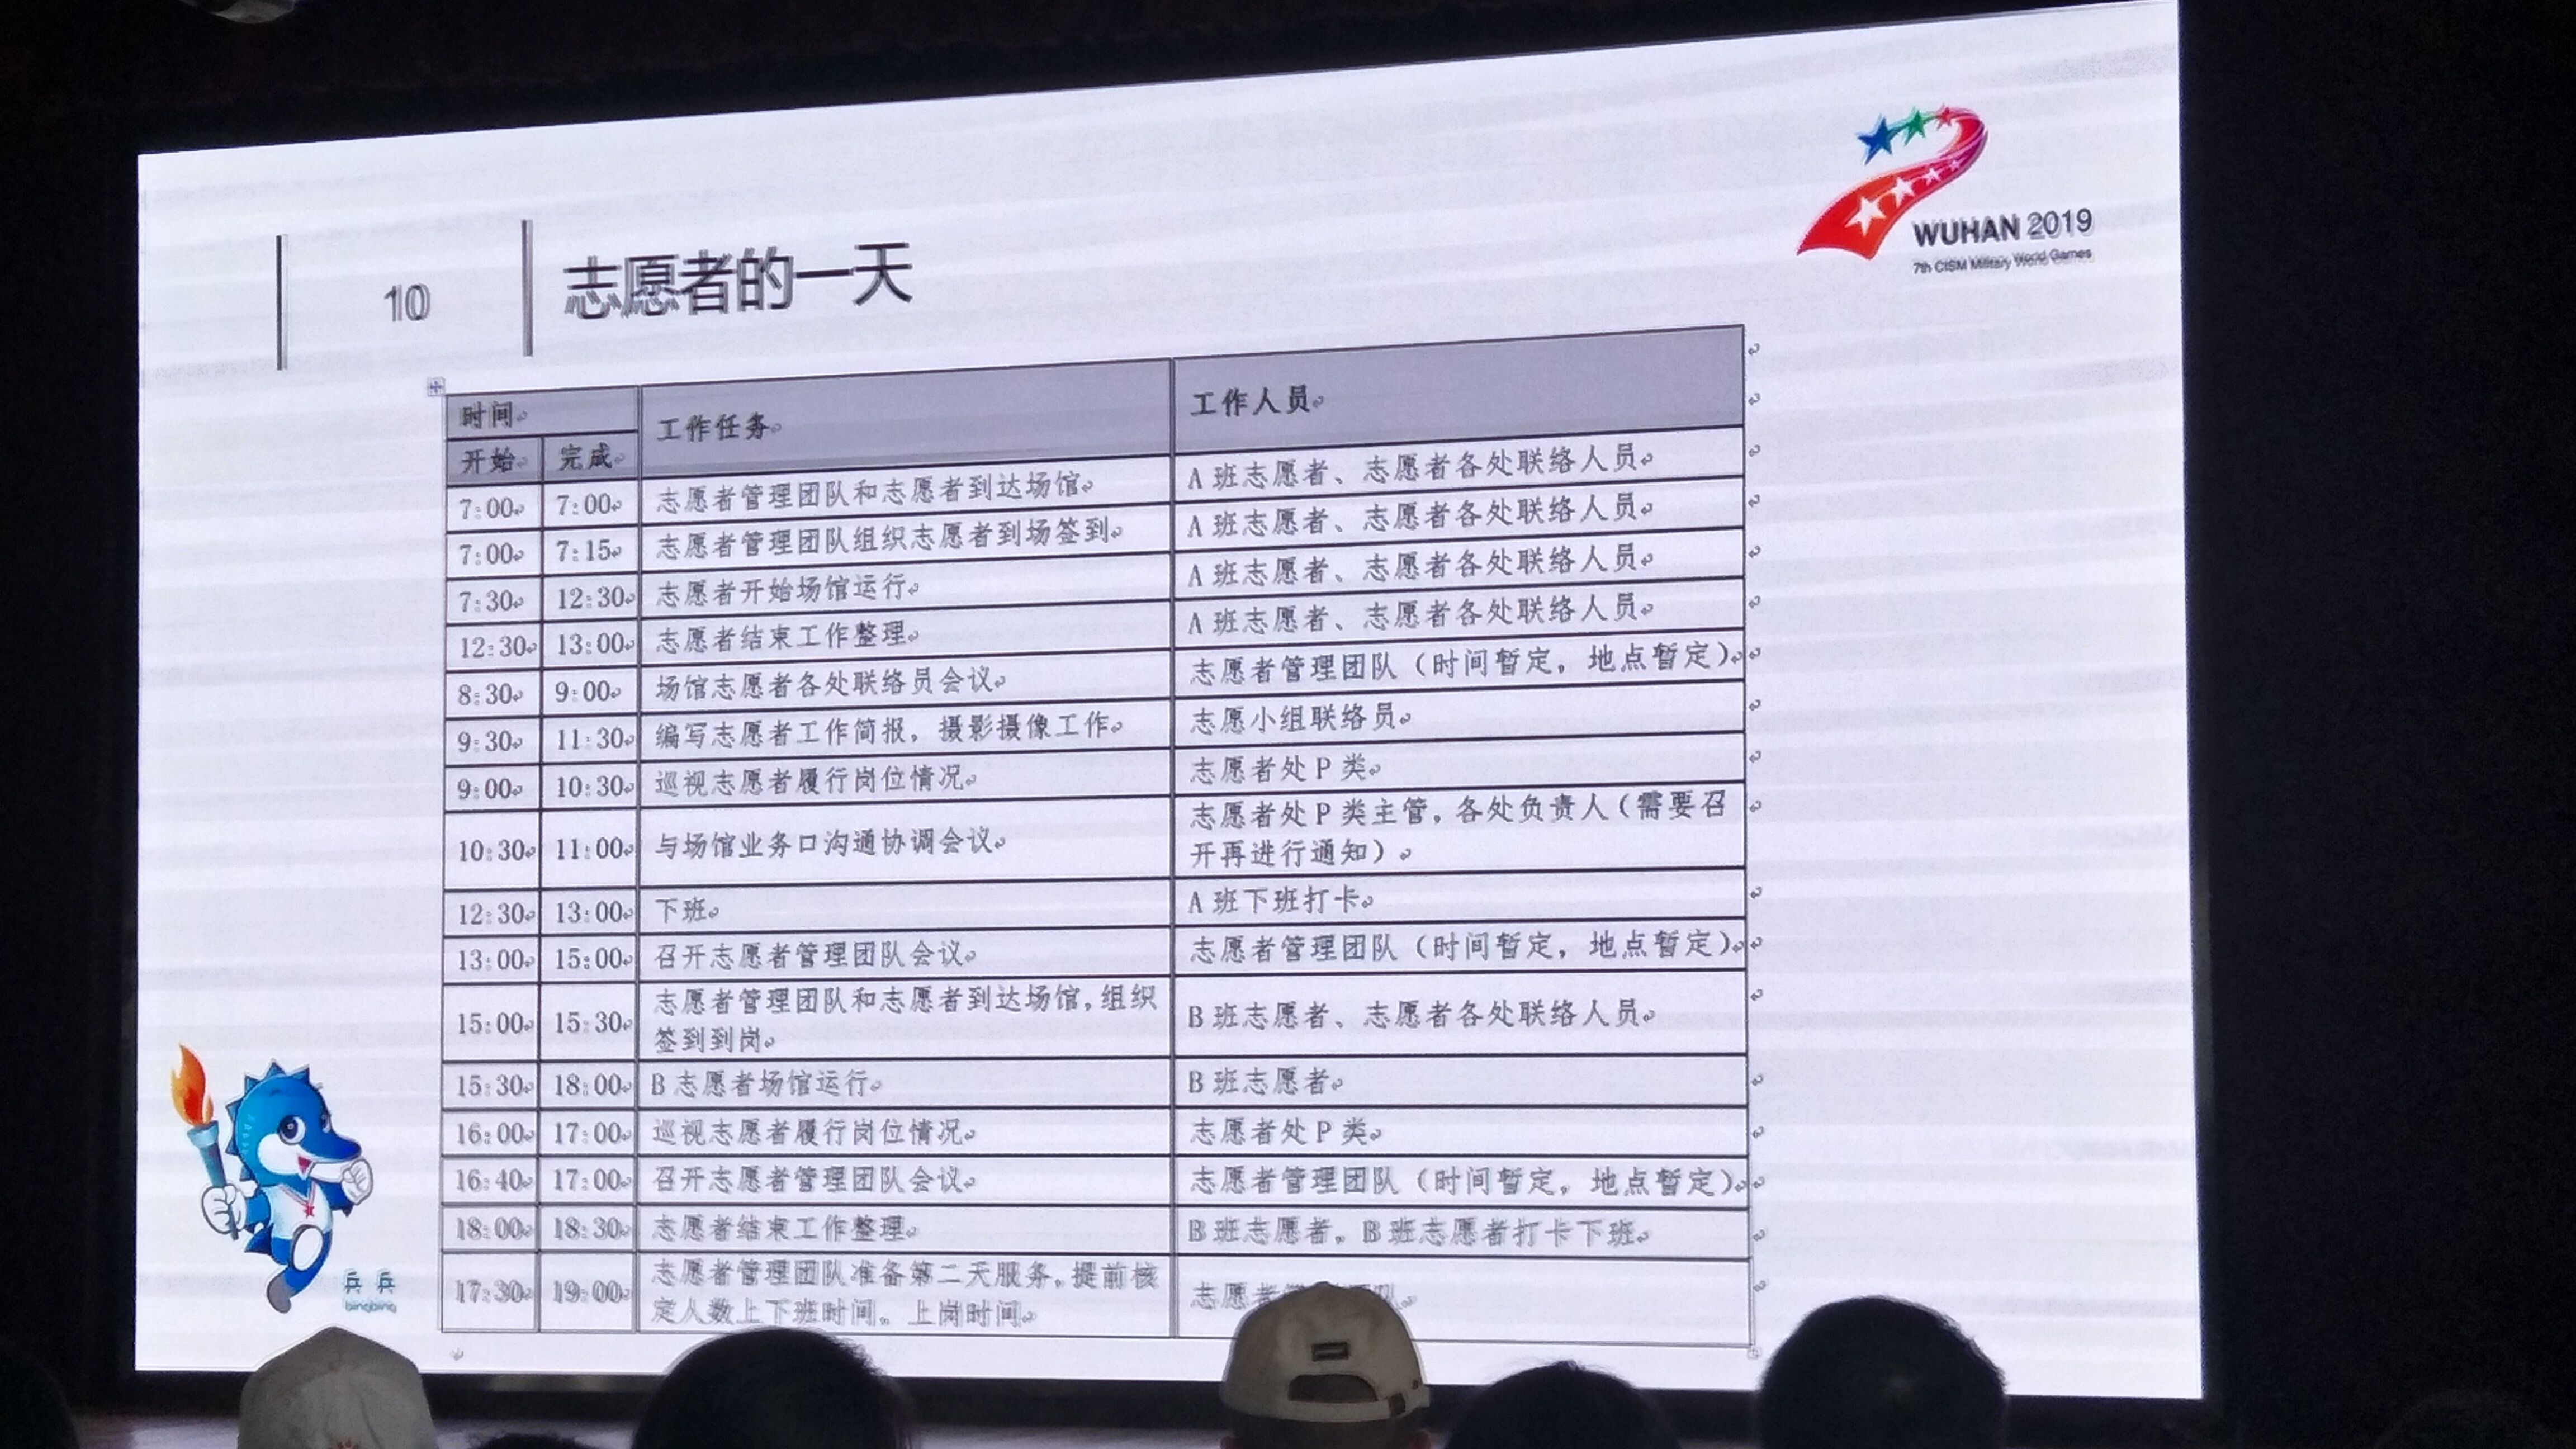 WUHAN 2019
7th CISM Military World Games
10
志愿者的一天
时间 工作任务 工作人员
开始 完成
7:00 7:00 志愿者管理团队和志愿者到达场馆 A 班志愿者、志愿者各处联络人员
7:00 7:15 志愿者管理团队组织志愿者到场签到 A 班志愿者、志愿者各处联络人员
7:30 12:30 志愿者开始场馆运行 A 班志愿者、志愿者各处联络人员
12:30 13:00 志愿者结束工作整理 A 班志愿者、志愿者各处联络人员
8:30 9:00 场馆志愿者各处联络员会议 志愿者管理团队（时间暂定，地点暂定）
9:30 11:30 编写志愿者工作简报，摄影摄像工作 志愿小组联络员
9:00 10:30 巡视志愿者履行岗位情况 志愿者处 P 类
10:30 11:00 与场馆业务口沟通协调会议 志愿者处 P 类主管，各处负责人（需要召
开再进行通知）
12:30 13:00 下班 A 班下班打卡
13:00 15:00 召开志愿者管理团队会议 志愿者管理团队（时间暂定，地点暂定）
15:00 15:30 志愿者管理团队和志愿者到达场馆，组织
签到到岗 B 班志愿者、志愿者各处联络人员
15:30 18:00 B 志愿者场馆运行 B 班志愿者
16:00 17:00 巡视志愿者履行岗位情况 志愿者处 P 类
16:40 17:00 召开志愿者管理团队会议 志愿者管理团队（时间暂定，地点暂定）
18:00 18:30 志愿者结束工作整理 B 班志愿者。B 班志愿者打卡下班
17:30 19:00 志愿者管理团队准备第二天服务，提前核
定人数上下班时间。上岗时间 志愿者
兵 兵
bingbing